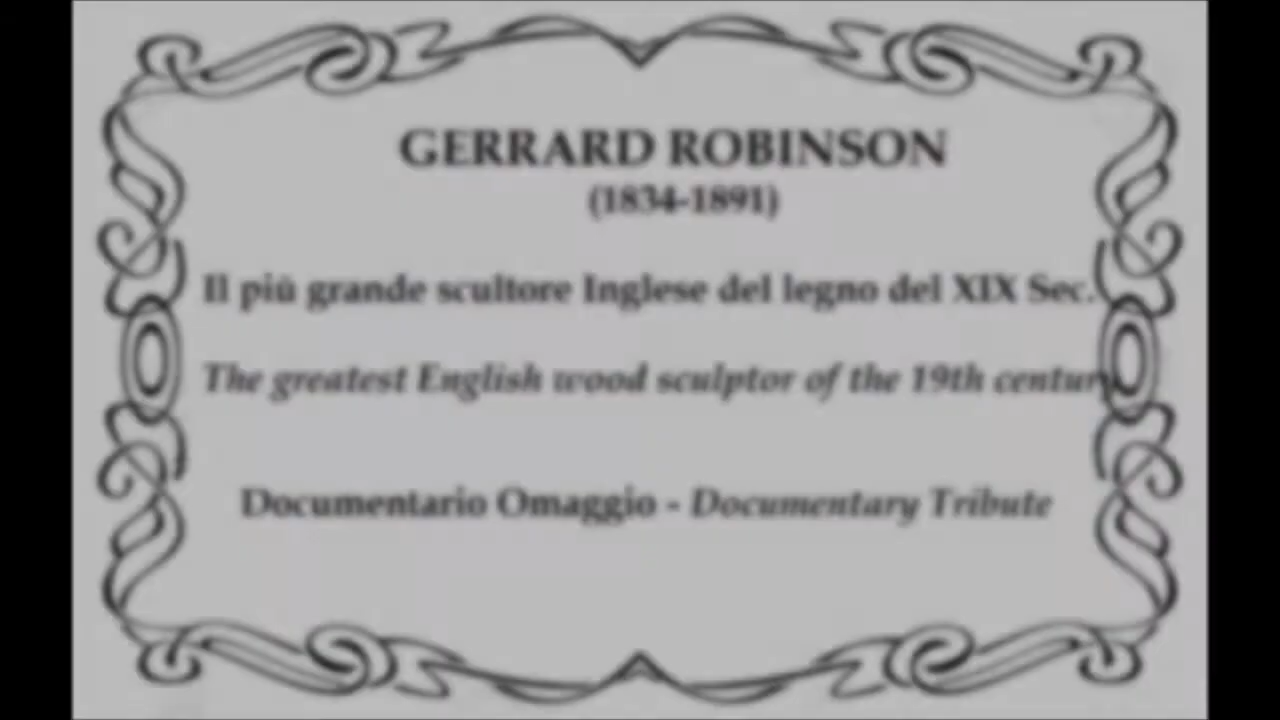 GERRARD ROBINSON
(1834-1891)
Il più grande scultore Inglese del legno del XIX Sec.
The greatest English wood sculptor of the 19th century
Documentario Omaggio - Documentary Tribute